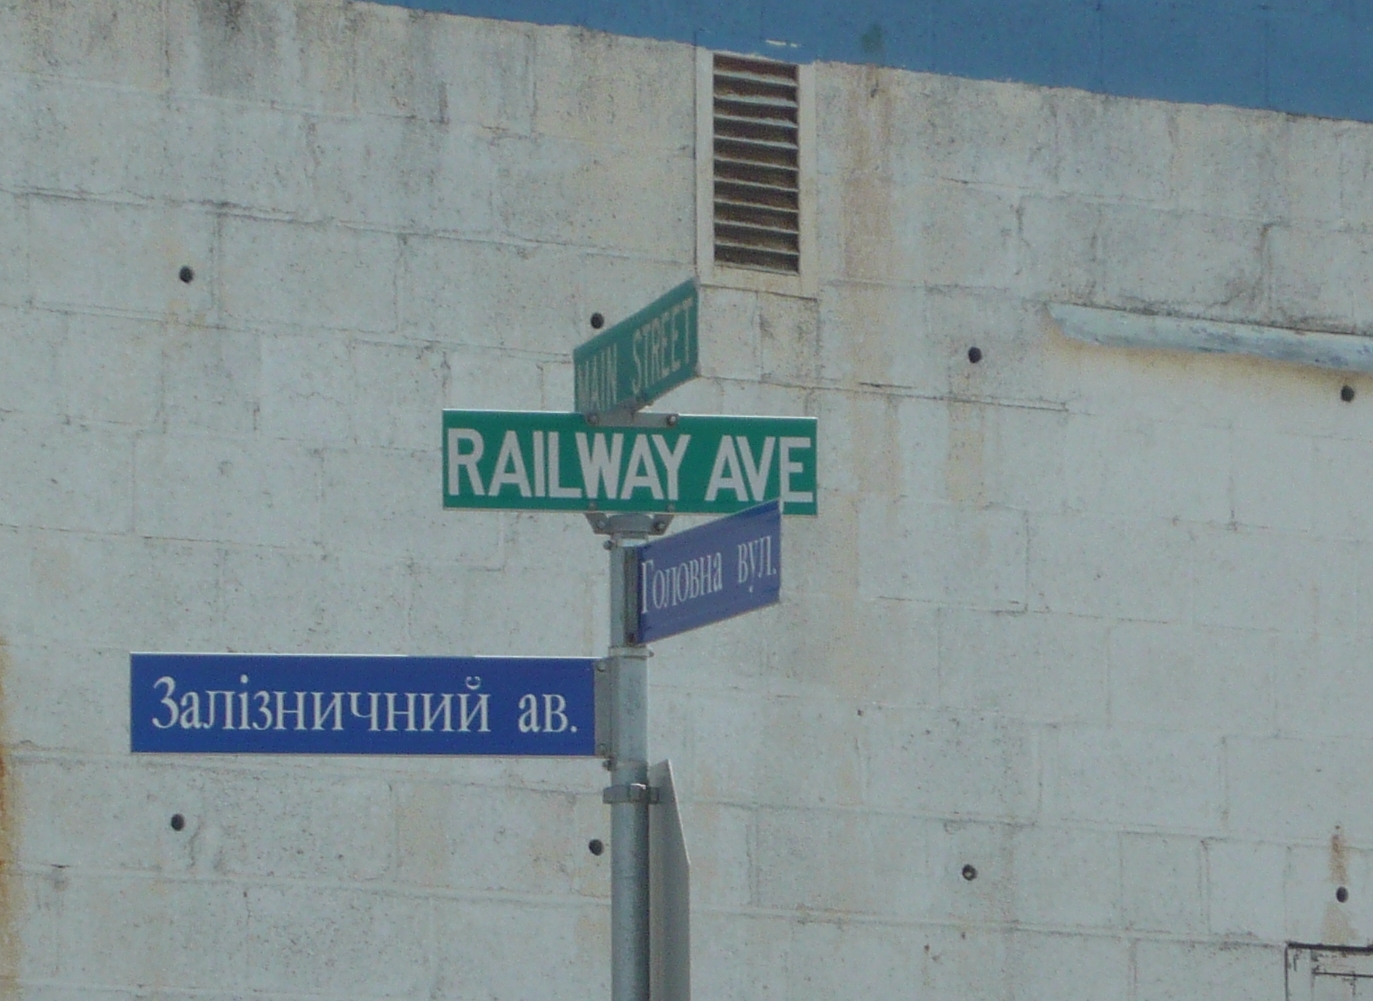 MAIN STREET
RAILWAY AVE
Головна вул.
Залізничний ав.